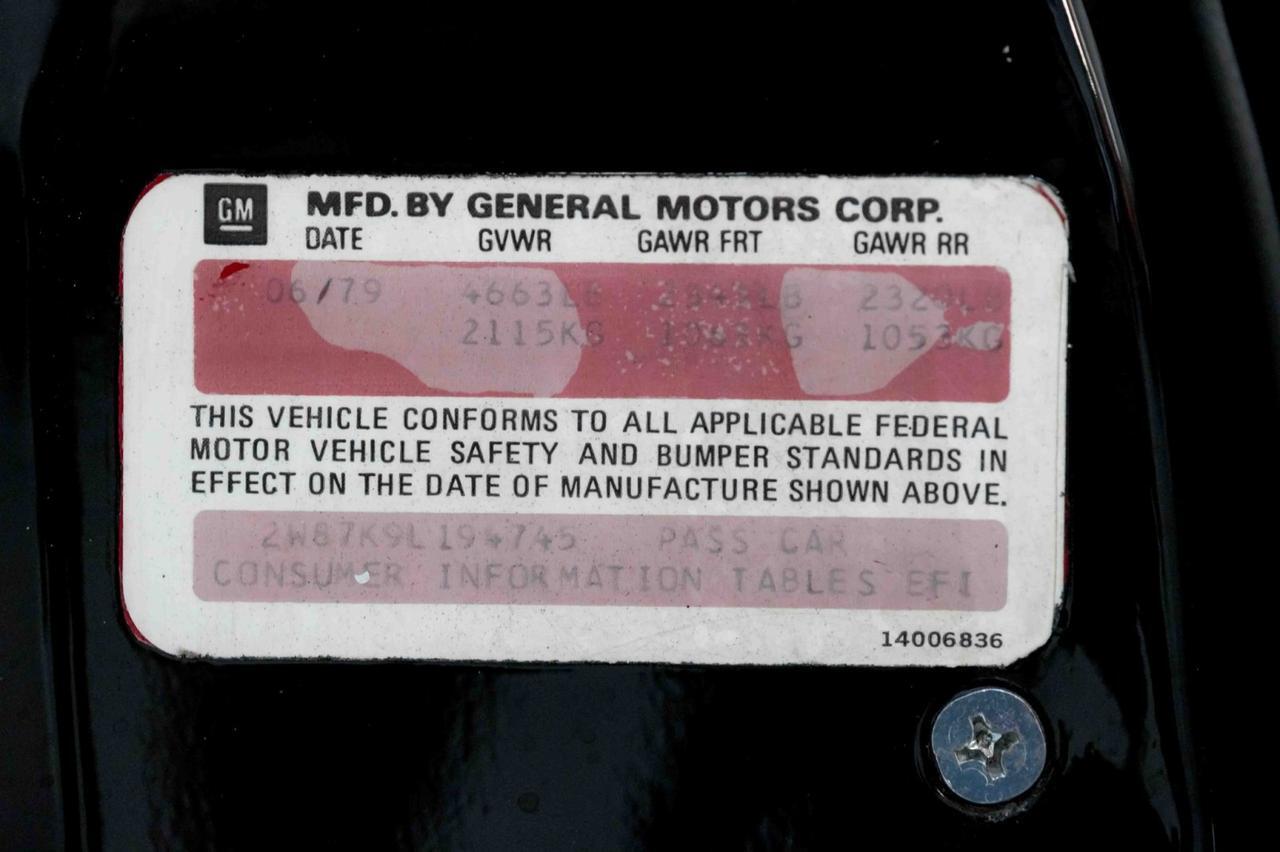 GM
MFD. BY GENERAL MOTORS CORP.
DATE GVWR GAWR FRT GAWR RR
06/79 4663LB
2115KG 1053KG
THIS VEHICLE CONFORMS TO ALL APPLICABLE FEDERAL
MOTOR VEHICLE SAFETY AND BUMPER STANDARDS IN
EFFECT ON THE DATE OF MANUFACTURE SHOWN ABOVE.
2W87K9L194745 PASS CAR
CONSUMER INFORMATION TABLES EFI
14006836